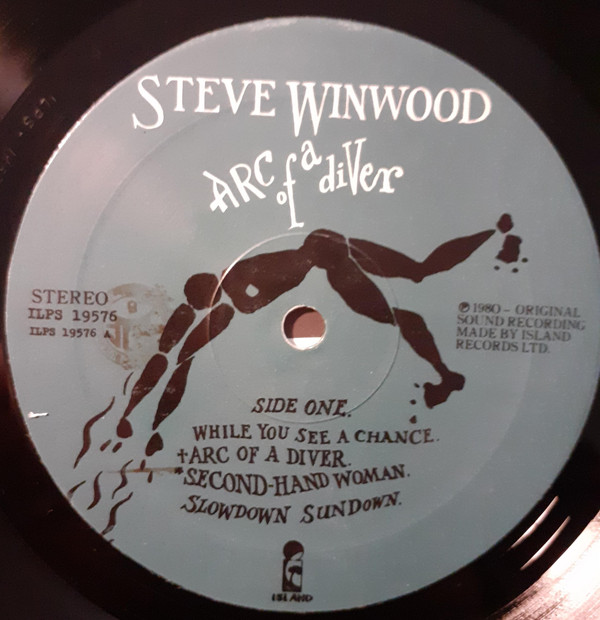 STEVE WINWOOD
ARC of a diver
STEREO
ILPS 19576
ILPS 19576 A
℗ 1980 – ORIGINAL
SOUND RECORDING
MADE BY ISLAND
RECORDS LTD.
SIDE ONE.
WHILE YOU SEE A CHANCE.
†ARC OF A DIVER.
*SECOND-HAND WOMAN.
SLOWDOWN SUNDOWN.
ISLAND